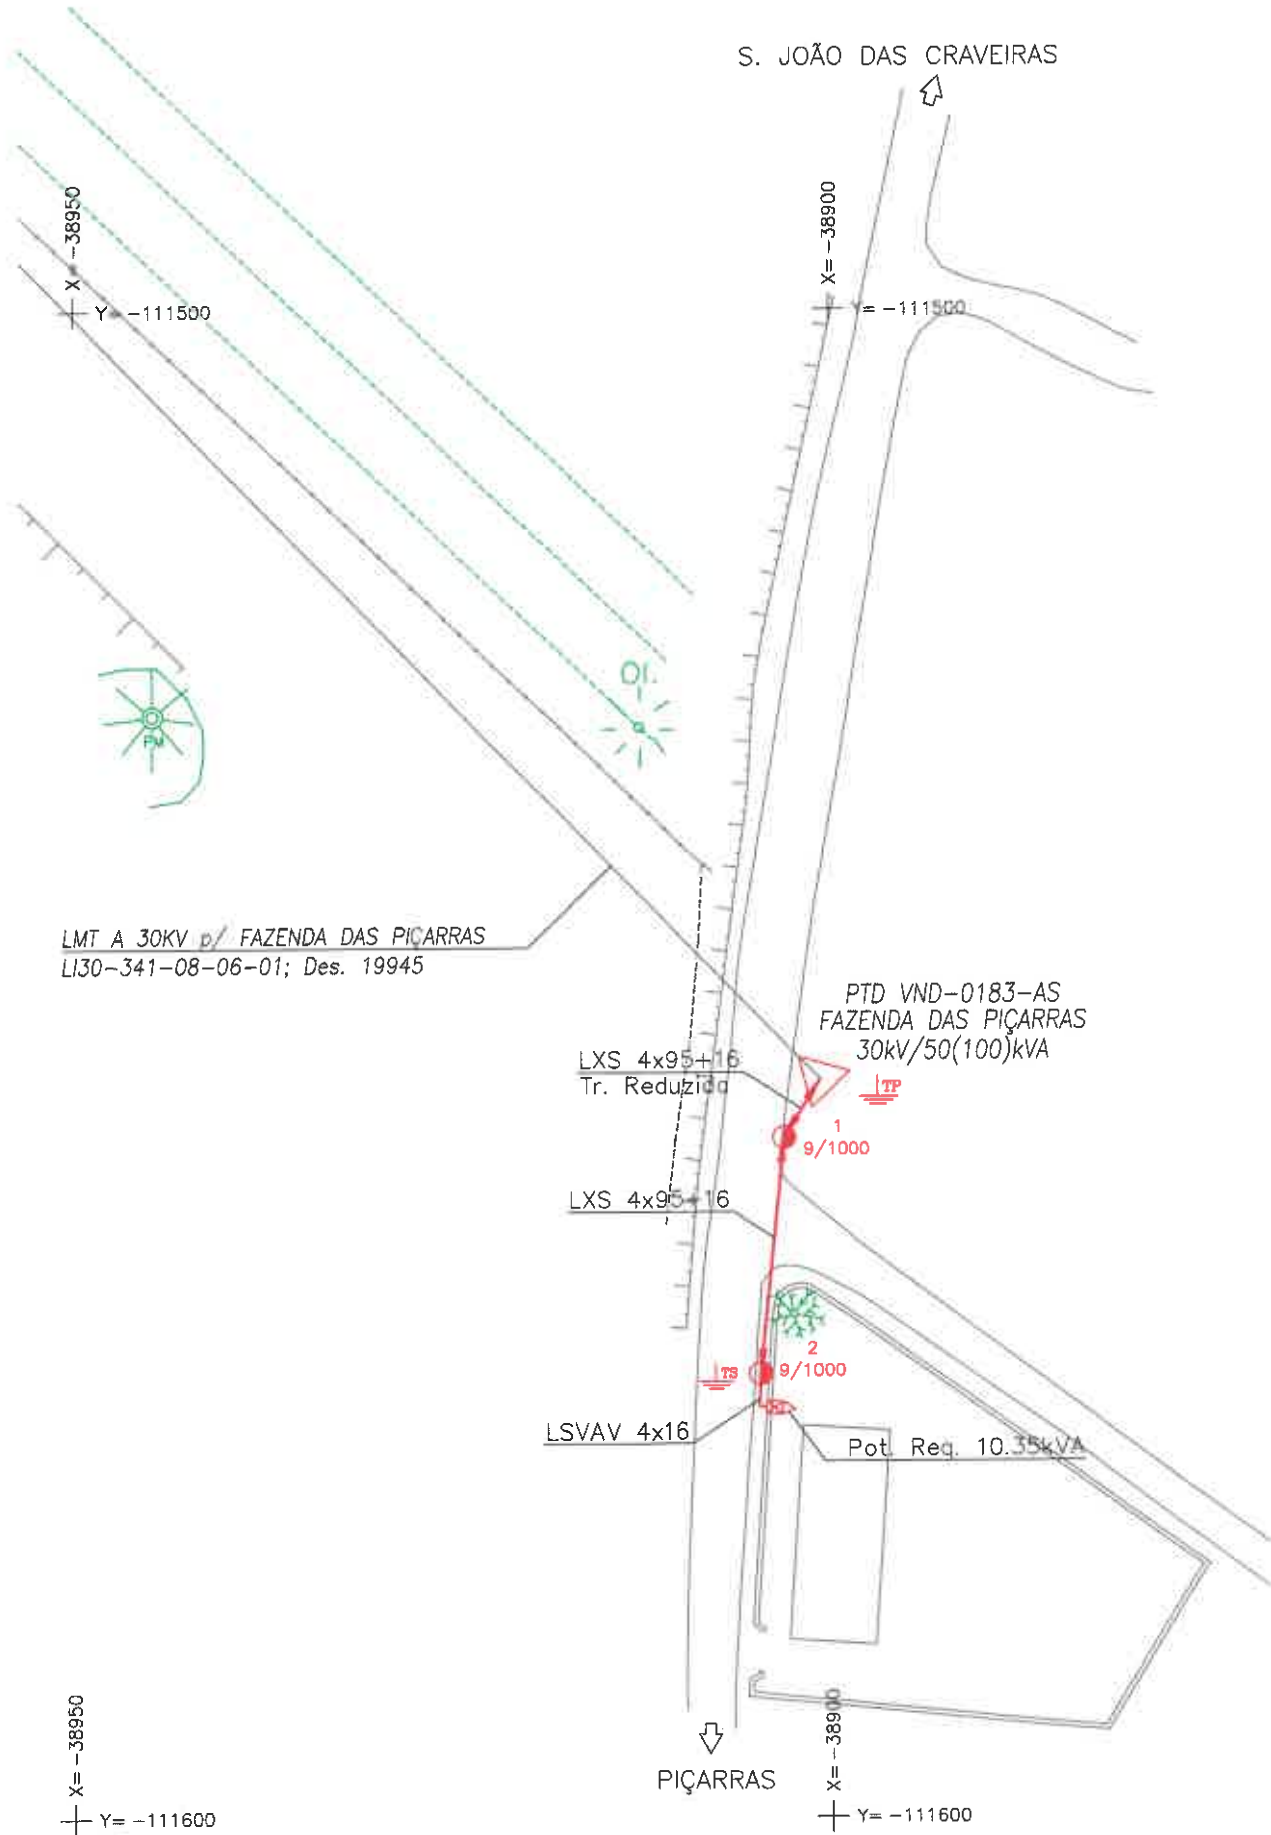 S. JOÃO DAS CRAVEIRAS
X= -38950
Y= -111500
X= -38900
Y= -111500
Ol.
LMT A 30KV p/ FAZENDA DAS PIÇARRAS
LI30-341-08-06-01; Des. 19945
PTD VND-0183-AS
FAZENDA DAS PIÇARRAS
30kV/50(100)kVA
LXS 4x95+16
Tr. Reduzida
TP
1
9/1000
LXS 4x95+16
2
9/1000
TS
LSVAV 4x16
Pot. Req. 10.35kVA
PIÇARRAS
X= -38950
Y= -111600
X= -38900
Y= -111600